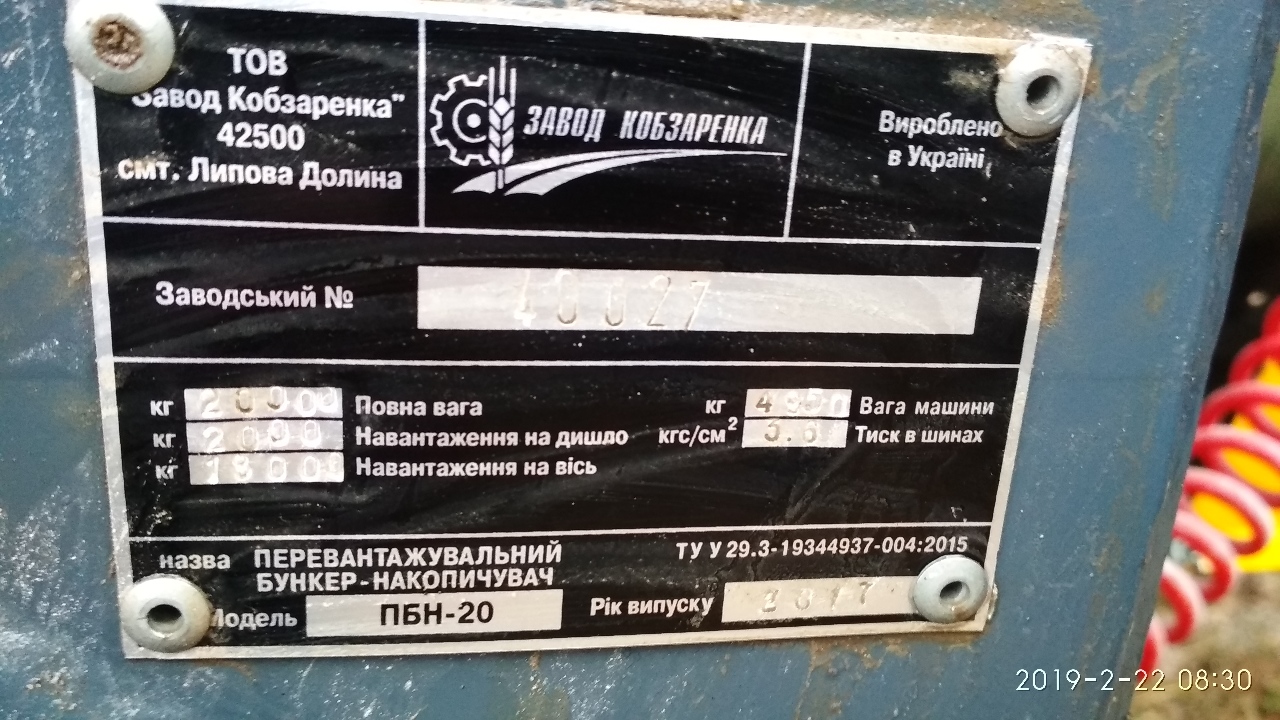 ТОВ
"Завод Кобзаренка"
42500
смт. Липова Долина
ЗАВОД КОБЗАРЕНКА
Вироблено
в Україні
Заводський №
40027
кг 20000 Повна вага
кг 2000 Навантаження на дишло
кг 18000 Навантаження на вісь
кг Вага машини
кгс/см² Тиск в шинах
назва ПЕРЕВАНТАЖУВАЛЬНИЙ
БУНКЕР-НАКОПИЧУВАЧ
Модель ПБН-20
ТУ У 29.3-19344937-004:2015
Рік випуску 2017
2019-2-22 08:30